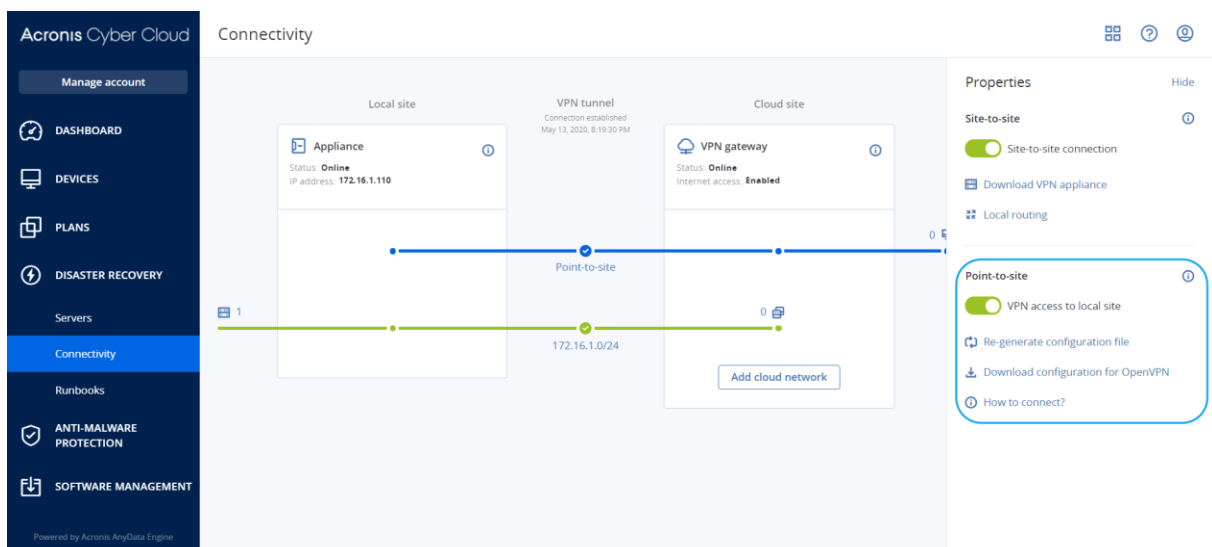 Acronis Cyber Cloud
Manage account
DASHBOARD
DEVICES
PLANS
DISASTER RECOVERY
Servers
Connectivity
Runbooks
ANTI-MALWARE
PROTECTION
SOFTWARE MANAGEMENT
Powered by Acronis AnyData Engine
Connectivity
Local site
VPN tunnel
Connection established
May 13, 2020, 8:19:30 PM
Cloud site
Appliance
Status: Online
IP address: 172.16.1.110
VPN gateway
Status: Online
Internet access: Enabled
0
Point-to-site
1
0
172.16.1.0/24
Add cloud network
Properties
Hide
Site-to-site
Site-to-site connection
Download VPN appliance
Local routing
Point-to-site
VPN access to local site
Re-generate configuration file
Download configuration for OpenVPN
How to connect?